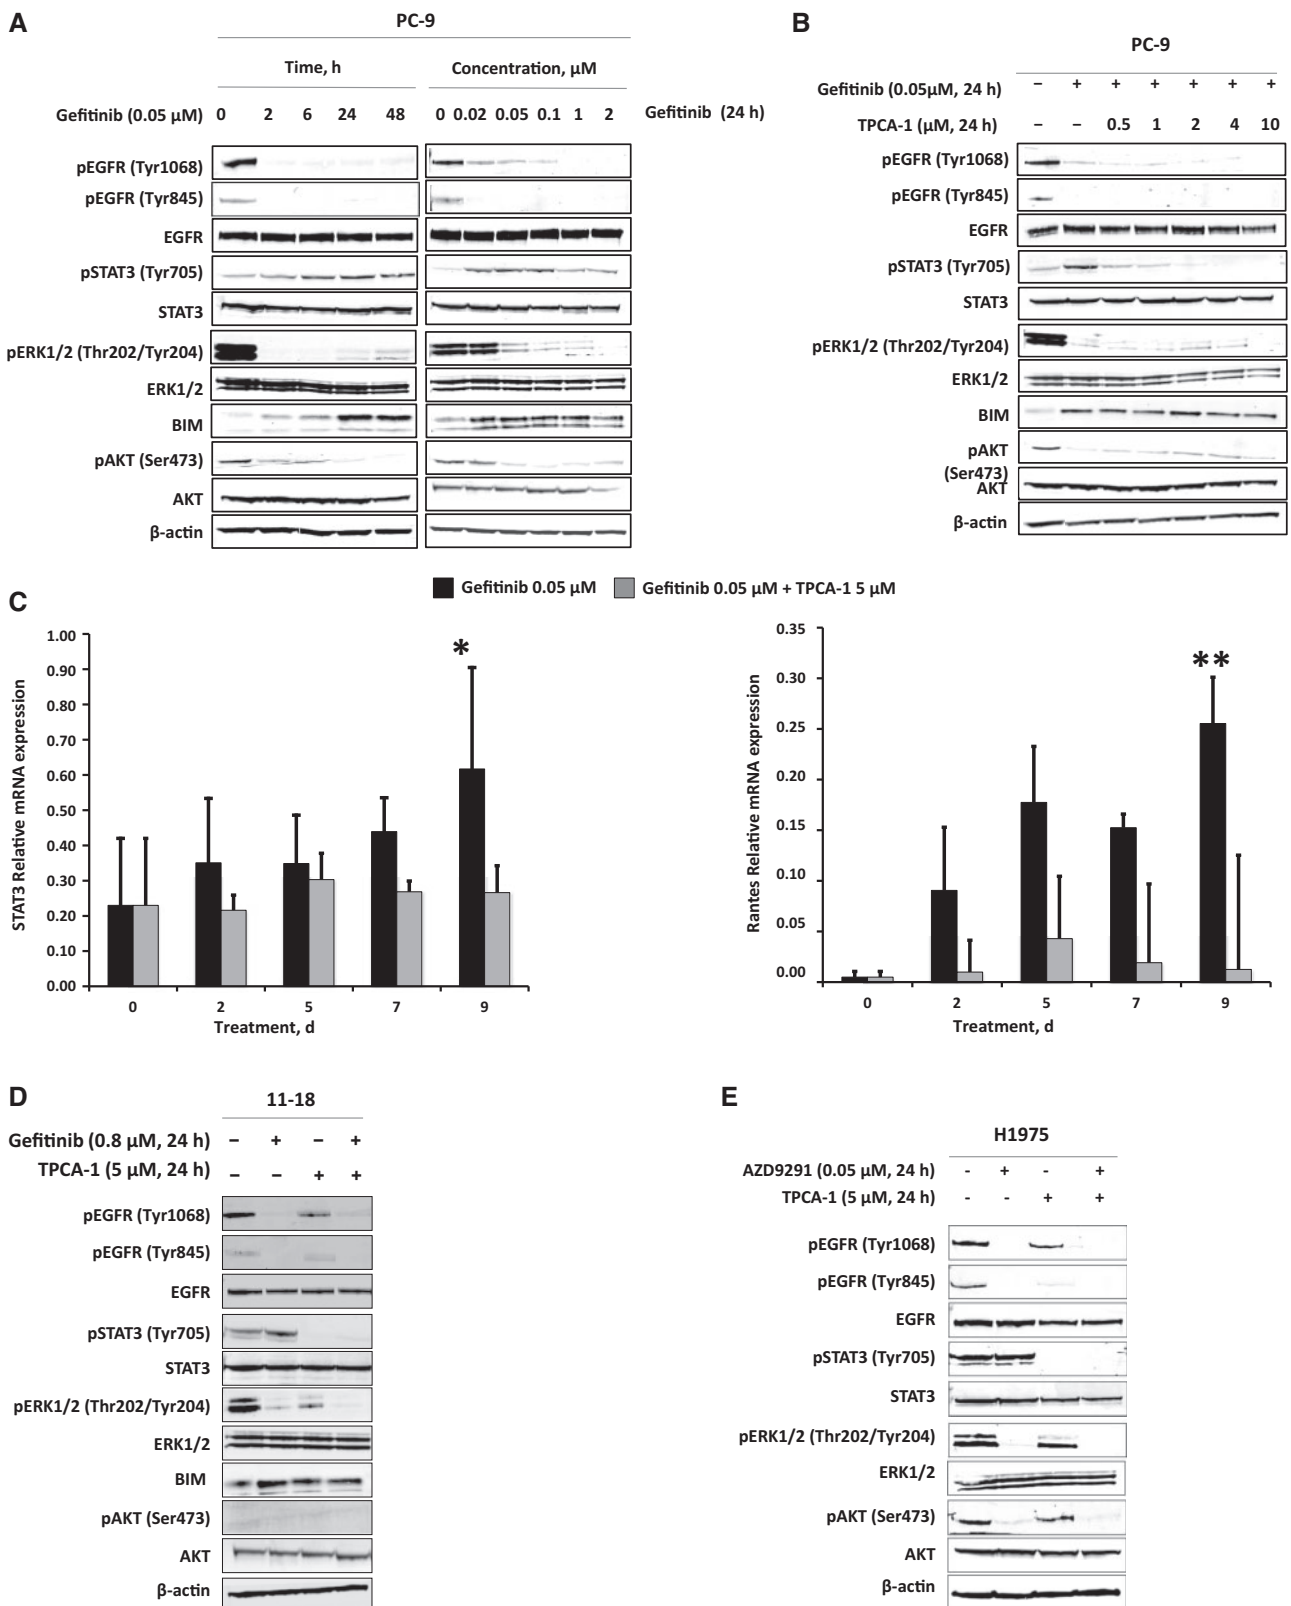 A
PC-9
Time, h
Concentration, µM
Gefitinib (0.05 µM) 0 2 6 24 48 0 0.02 0.05 0.1 1 2 Gefitinib (24 h)
pEGFR (Tyr1068)
pEGFR (Tyr845)
EGFR
pSTAT3 (Tyr705)
STAT3
pERK1/2 (Thr202/Tyr204)
ERK1/2
BIM
pAKT (Ser473)
AKT
β-actin
B
PC-9
Gefitinib (0.05µM, 24 h) – + + + + + +
TPCA-1 (µM, 24 h) – – 0.5 1 2 4 10
pEGFR (Tyr1068)
pEGFR (Tyr845)
EGFR
pSTAT3 (Tyr705)
STAT3
pERK1/2 (Thr202/Tyr204)
ERK1/2
BIM
pAKT
(Ser473)
AKT
β-actin
C
Gefitinib 0.05 µM
Gefitinib 0.05 µM + TPCA-1 5 µM
STAT3 Relative mRNA expression
1.00
0.90
0.80
0.70
0.60
0.50
0.40
0.30
0.20
0.10
0.00
*
0 2 5 7 9
Treatment, d
Rantes Relative mRNA expression
0.35
0.30
0.25
0.20
0.15
0.10
0.05
0.00
**
0 2 5 7 9
Treatment, d
D
11-18
Gefitinib (0.8 µM, 24 h) – + – +
TPCA-1 (5 µM, 24 h) – – + +
pEGFR (Tyr1068)
pEGFR (Tyr845)
EGFR
pSTAT3 (Tyr705)
STAT3
pERK1/2 (Thr202/Tyr204)
ERK1/2
BIM
pAKT (Ser473)
AKT
β-actin
E
H1975
AZD9291 (0.05 µM, 24 h) - + - +
TPCA-1 (5 µM, 24 h) - - + +
pEGFR (Tyr1068)
pEGFR (Tyr845)
EGFR
pSTAT3 (Tyr705)
STAT3
pERK1/2 (Thr202/Tyr204)
ERK1/2
pAKT (Ser473)
AKT
β-actin